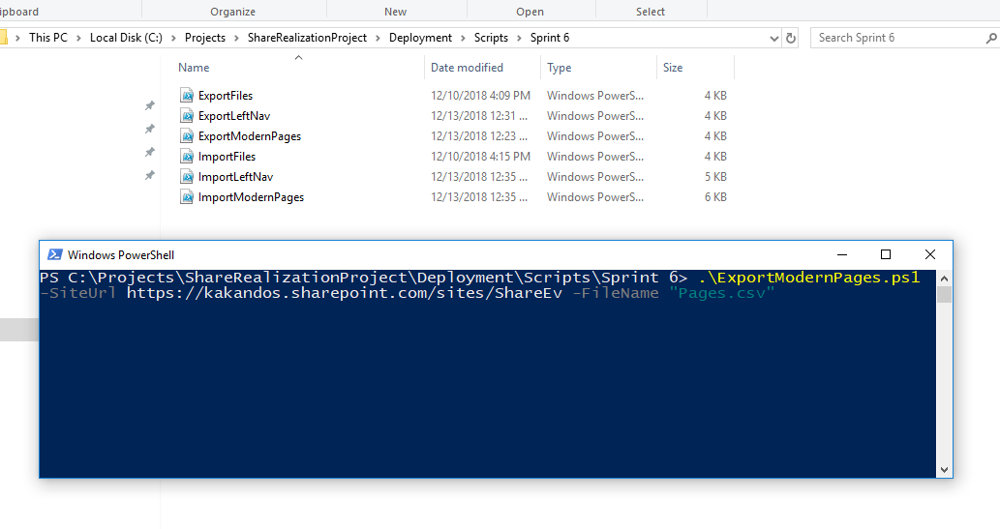 ipboard Organize New Open Select
This PC > Local Disk (C:) > Projects > ShareRealizationProject > Deployment > Scripts > Sprint 6 Search Sprint 6
Name Date modified Type Size
ExportFiles 12/10/2018 4:09 PM Windows PowerS... 4 KB
ExportLeftNav 12/13/2018 12:31 ... Windows PowerS... 4 KB
ExportModernPages 12/13/2018 12:23 ... Windows PowerS... 4 KB
ImportFiles 12/10/2018 4:15 PM Windows PowerS... 4 KB
ImportLeftNav 12/13/2018 12:35 ... Windows PowerS... 5 KB
ImportModernPages 12/13/2018 12:35 ... Windows PowerS... 6 KB
Windows PowerShell
PS C:\Projects\ShareRealizationProject\Deployment\Scripts\Sprint 6> .\ExportModernPages.ps1
-SiteUrl https://kakandos.sharepoint.com/sites/ShareEv -FileName "Pages.csv"